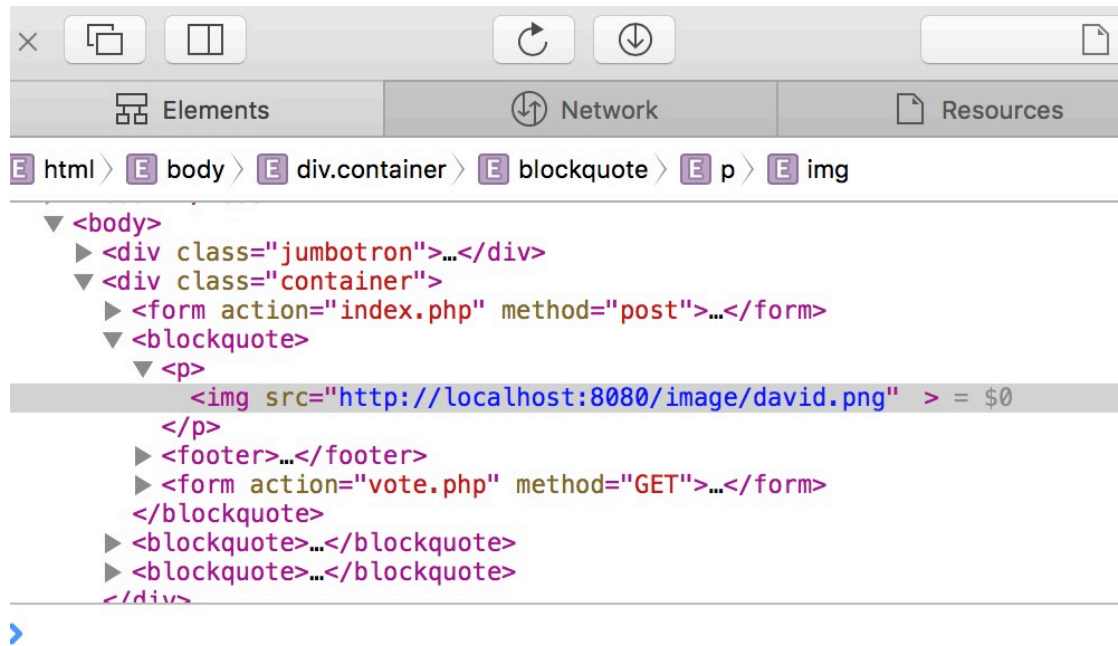 Elements Network Resources
E html E body E div.container E blockquote E p E img
<body>
<div class="jumbotron">…</div>
<div class="container">
<form action="index.php" method="post">…</form>
<blockquote>
<p>
<img src="http://localhost:8080/image/david.png" > = $0
</p>
<footer>…</footer>
<form action="vote.php" method="GET">…</form>
</blockquote>
<blockquote>…</blockquote>
<blockquote>…</blockquote>
</div>